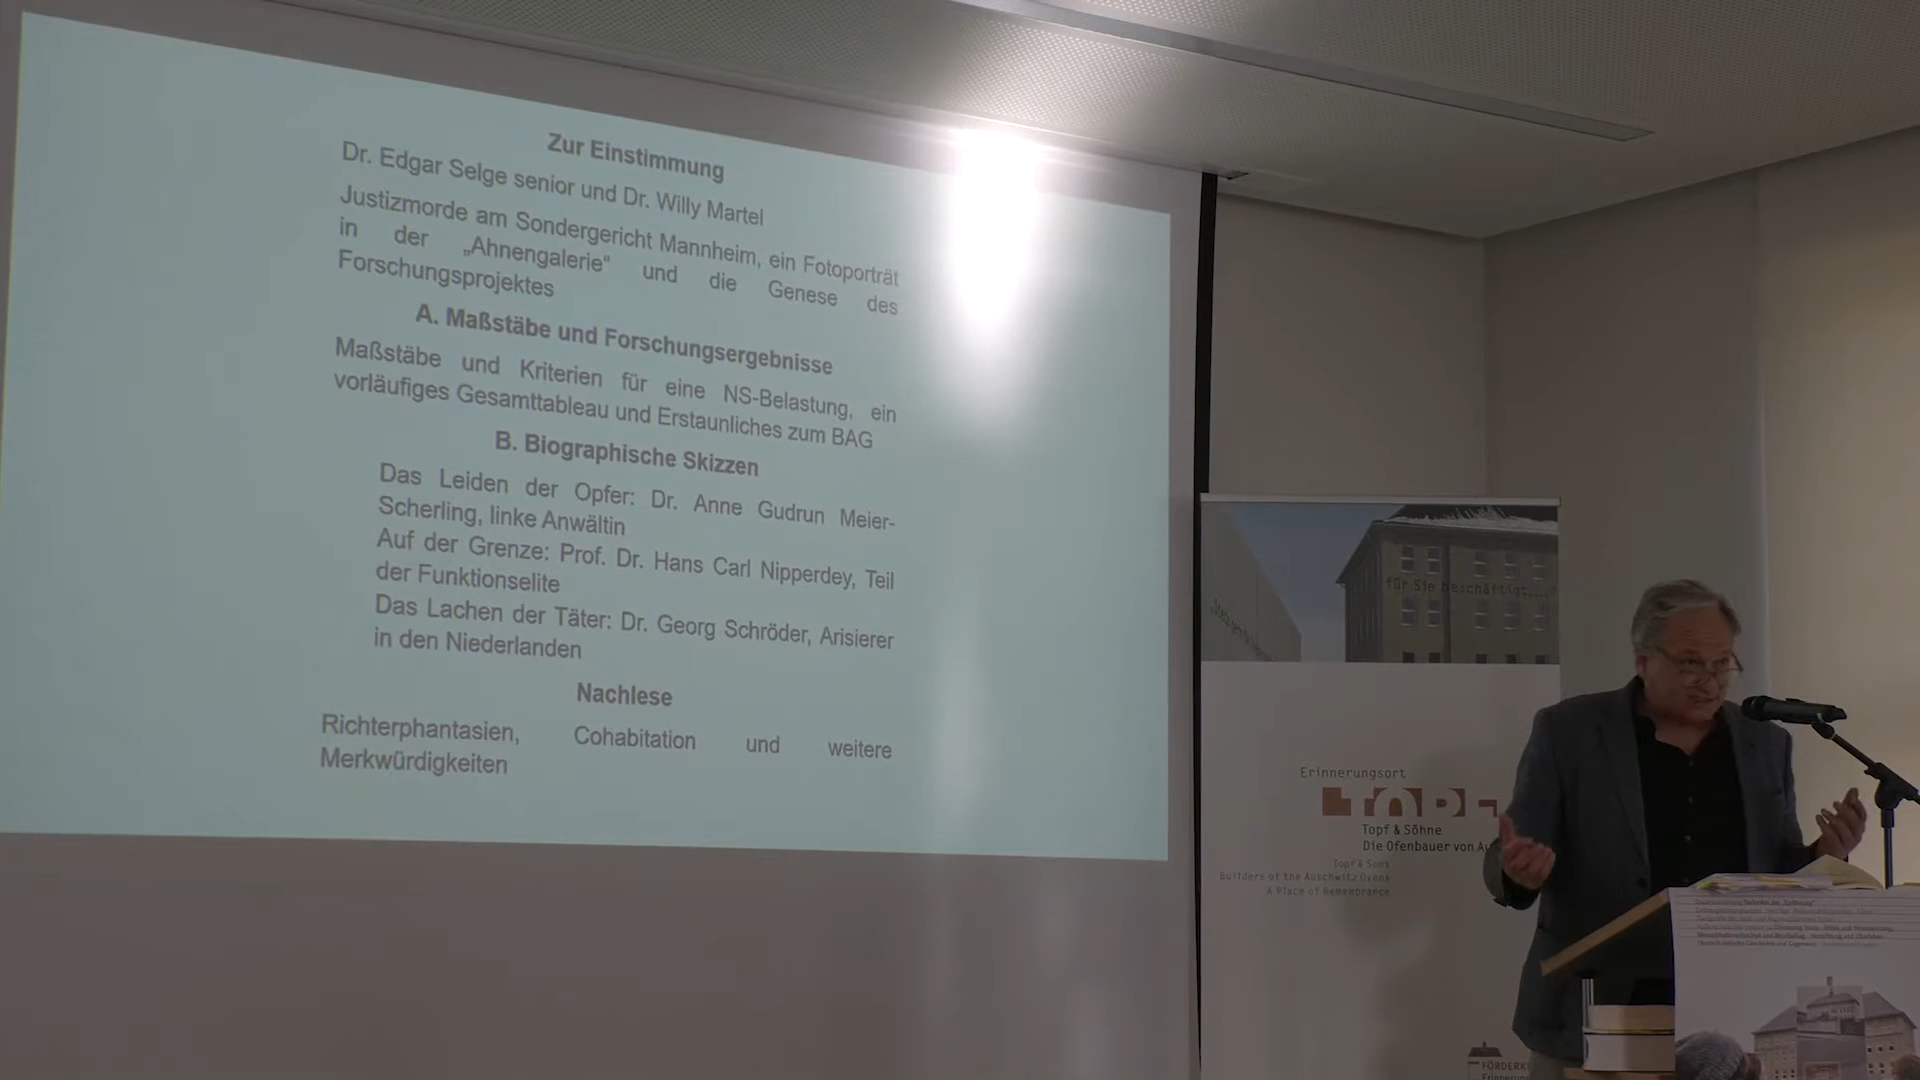 Zur Einstimmung
Dr. Edgar Selge senior und Dr. Willy Martel
Justizmorde am Sondergericht Mannheim, ein Fotoporträt
in der „Ahnengalerie“ und die Genese des
Forschungsprojektes
A. Maßstäbe und Forschungsergebnisse
Maßstäbe und Kriterien für eine NS-Belastung, ein
vorläufiges Gesamttableau und Erstaunliches zum BAG
B. Biographische Skizzen
Das Leiden der Opfer: Dr. Anne Gudrun Meier-
Scherling, linke Anwältin
Auf der Grenze: Prof. Dr. Hans Carl Nipperdey, Teil
der Funktionselite
Das Lachen der Täter: Dr. Georg Schröder, Arisierer
in den Niederlanden
Nachlese
Richterphantasien, Cohabitation und weitere
Merkwürdigkeiten
für Sie beschäftigt,...“
Erinnerungsort
TOPF
Topf & Söhne
Die Ofenbauer von Au
Topf & Sons
Builders of the Auschwitz Ovens
A Place of Remembrance
FÖRDERK
Erinnerun